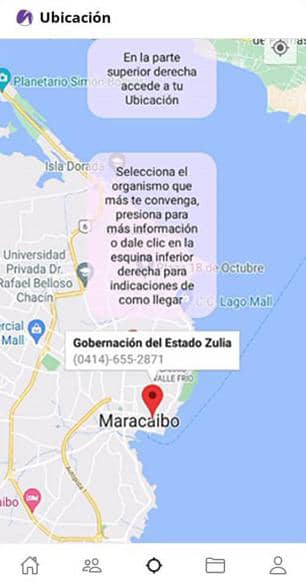 Ubicación
En la parte
superior derecha
accede a tu
Ubicación
Planetario Simón
Isla Dorada
Selecciona el
organismo que
más te convenga,
presiona para
más información
o dale clic en la
esquina inferior
derecha para
indicaciones de
como llegar
6
Universidad
Privada Dr.
Rafael Belloso
Chacín
18 de Octubre
C.C. Lago Mall
rcial
Mall
Gobernación del Estado Zulia
(0414)-655-2871
VALLE FRIO
Maracaibo
aibo